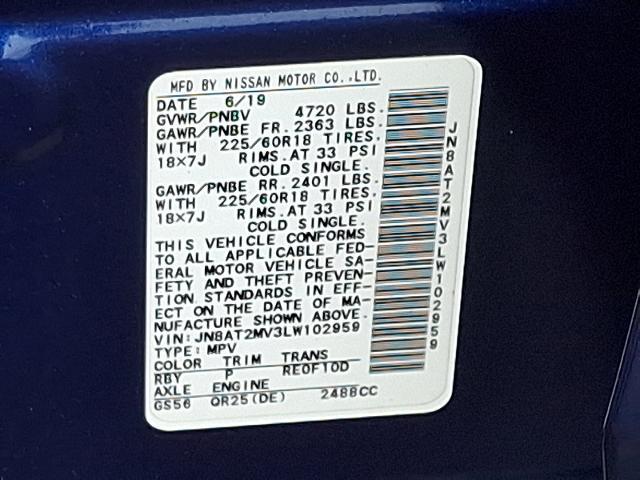 MFD BY NISSAN MOTOR CO.,LTD.
DATE 6/19
GVWR/PNBV 4720 LBS.
GAWR/PNBE FR. 2363 LBS.
WITH 225/60R18 TIRES.
18X7J RIMS.AT 33 PSI
COLD SINGLE.
GAWR/PNBE RR. 2401 LBS.
WITH 225/60R18 TIRES.
18X7J RIMS.AT 33 PSI
COLD SINGLE.
THIS VEHICLE CONFORMS
TO ALL APPLICABLE FED-
ERAL MOTOR VEHICLE SA-
FETY AND THEFT PREVEN-
TION STANDARDS IN EFF-
ECT ON THE DATE OF MA-
NUFACTURE SHOWN ABOVE.
VIN: JN8AT2MV3LW102959
TYPE: MPV
COLOR TRIM TRANS
RBY P RE0F10D
AXLE ENGINE
GS56 QR25(DE) 2488CC
JN8AT2MV3LW102959